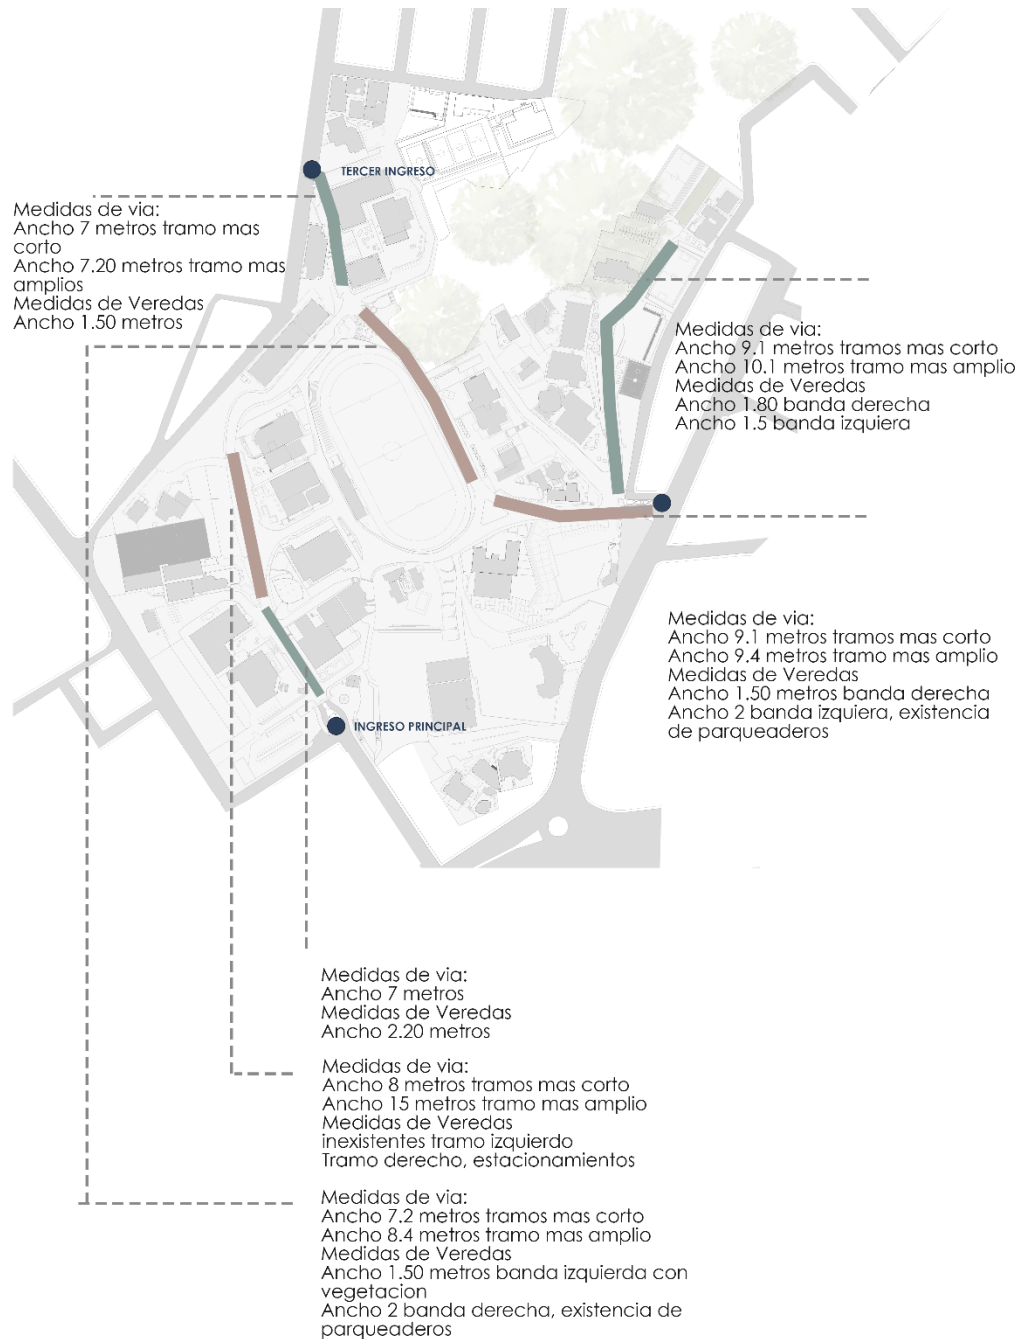 TERCER INGRESO
Medidas de via:
Ancho 7 metros tramo mas
corto
Ancho 7.20 metros tramo mas
amplios
Medidas de Veredas
Ancho 1.50 metros
Medidas de via:
Ancho 9.1 metros tramos mas corto
Ancho 10.1 metros tramo mas amplio
Medidas de Veredas
Ancho 1.80 banda derecha
Ancho 1.5 banda izquiera
Medidas de via:
Ancho 9.1 metros tramos mas corto
Ancho 9.4 metros tramo mas amplio
Medidas de Veredas
Ancho 1.50 metros banda derecha
Ancho 2 banda izquiera, existencia
de parqueaderos
INGRESO PRINCIPAL
Medidas de via:
Ancho 7 metros
Medidas de Veredas
Ancho 2.20 metros
Medidas de via:
Ancho 8 metros tramos mas corto
Ancho 15 metros tramo mas amplio
Medidas de Veredas
inexistentes tramo izquierdo
Tramo derecho, estacionamientos
Medidas de via:
Ancho 7.2 metros tramos mas corto
Ancho 8.4 metros tramo mas amplio
Medidas de Veredas
Ancho 1.50 metros banda izquierda con
vegetacion
Ancho 2 banda derecha, existencia de
parqueaderos